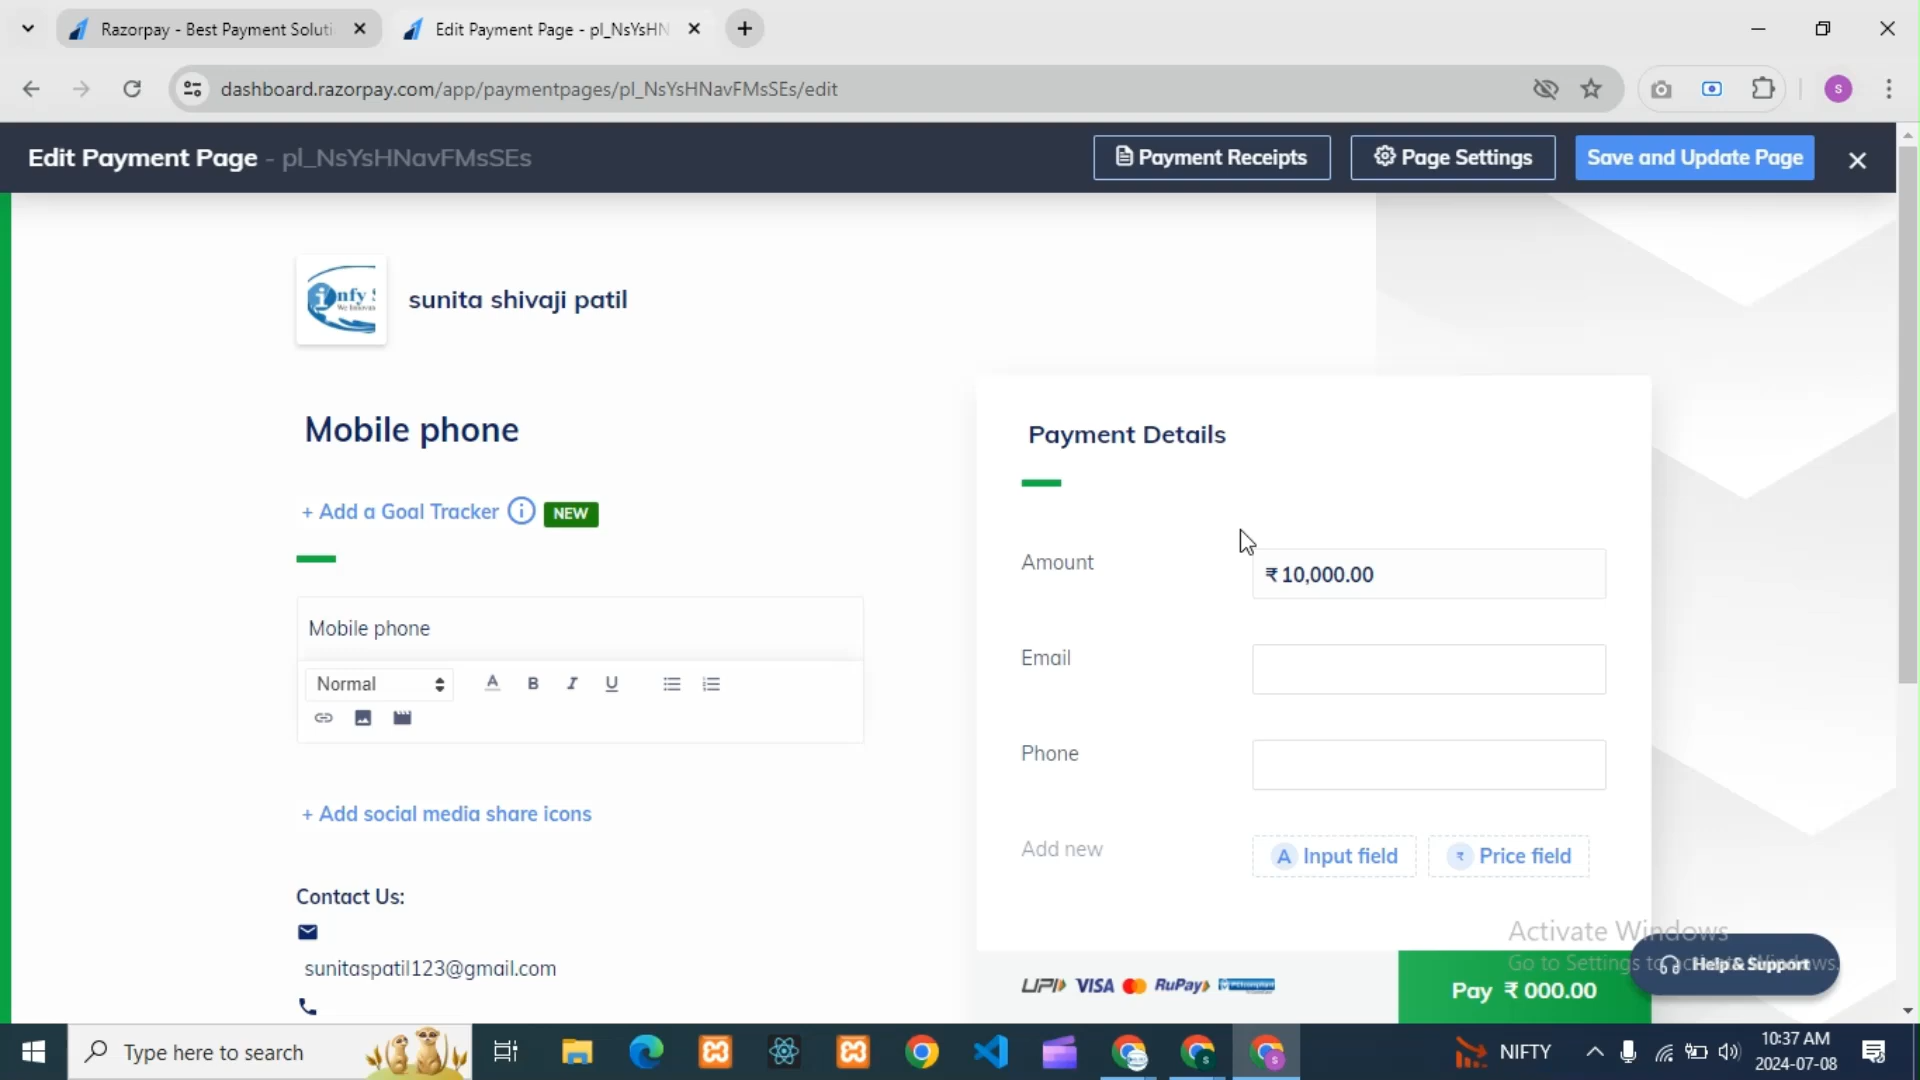 Razorpay - Best Payment Soluti
Edit Payment Page - pl_NsYsHN
dashboard.razorpay.com/app/paymentpages/pl_NsYsHNavFMsSEs/edit
S
Edit Payment Page - pl_NsYsHNavFMsSEs
Payment Receipts
Page Settings
Save and Update Page
sunita shivaji patil
Mobile phone
+ Add a Goal Tracker
NEW
Mobile phone
Normal
A B I U
+ Add social media share icons
Contact Us:
sunitaspatil123@gmail.com
Payment Details
Amount
₹ 10,000.00
Email
Phone
Add new
A Input field
₹ Price field
UPI VISA RuPay
Pay ₹ 000.00
Activate Windows
Go to Settings to
Help & Support
Type here to search
NIFTY
10:37 AM
2024-07-08